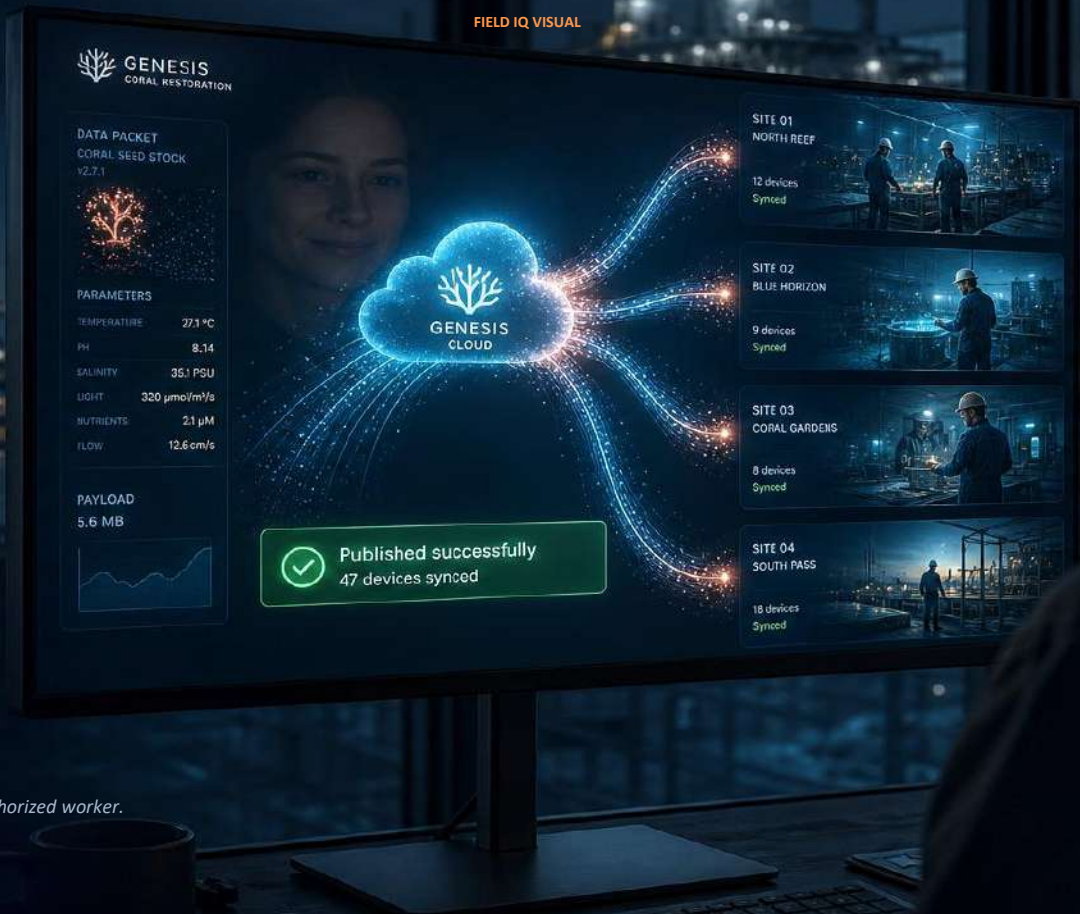 FIELD IQ VISUAL
GENESIS
CORAL RESTORATION
DATA PACKET
CORAL SEED STOCK
v2.7.1
PARAMETERS
TEMPERATURE 27.1 °C
PH 8.14
SALINITY 35.1 PSU
LIGHT 320 µmol/m²/s
NUTRIENTS 2.1 µM
FLOW 12.6 cm/s
PAYLOAD
5.6 MB
GENESIS
CLOUD
Published successfully
47 devices synced
SITE 01
NORTH REEF
12 devices
Synced
SITE 02
BLUE HORIZON
9 devices
Synced
SITE 03
CORAL GARDENS
8 devices
Synced
SITE 04
SOUTH PASS
18 devices
Synced
horized worker.